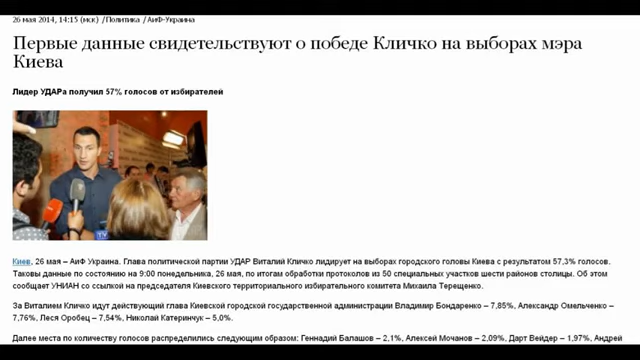 26 мая 2014, 14:15 (мск) /Политика /АиФ-Украина
Первые данные свидетельствуют о победе Кличко на выборах мэра
Киева
Лидер УДАРа получил 57% голосов от избирателей
Киев, 26 мая – АиФ Украина. Глава политической партии УДАР Виталий Кличко лидирует на выборах городского головы Киева с результатом 57,3% голосов.
Таковы данные по состоянию на 9:00 понедельника, 26 мая, по итогам обработки протоколов из 50 специальных участков шести районов столицы. Об этом
сообщает УНИАН со ссылкой на председателя Киевского территориального избирательного комитета Михаила Терещенко.
За Виталием Кличко идут действующий глава Киевской городской государственной администрации Владимир Бондаренко – 7,85%, Александр Омельченко –
7,76%, Леся Оробец – 7,54%, Николай Катеринчук – 5,0%.
Далее места по количеству голосов распределились следующим образом: Геннадий Балашов – 2,1%, Алексей Мочанов – 2,09%, Дарт Вейдер – 1,97%, Андрей